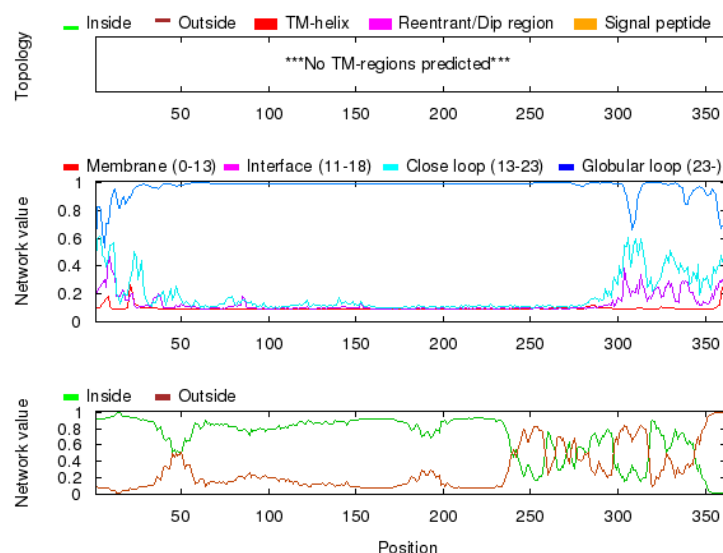 Inside Outside TM-helix Reentrant/Dip region Signal peptide
Topology
***No TM-regions predicted***
50 100 150 200 250 300 350
Membrane (0-13) Interface (11-18) Close loop (13-23) Globular loop (23-)
Network value
1
0.8
0.6
0.4
0.2
0
50 100 150 200 250 300 350
Inside Outside
Network value
1
0.8
0.6
0.4
0.2
0
50 100 150 200 250 300 350
Position